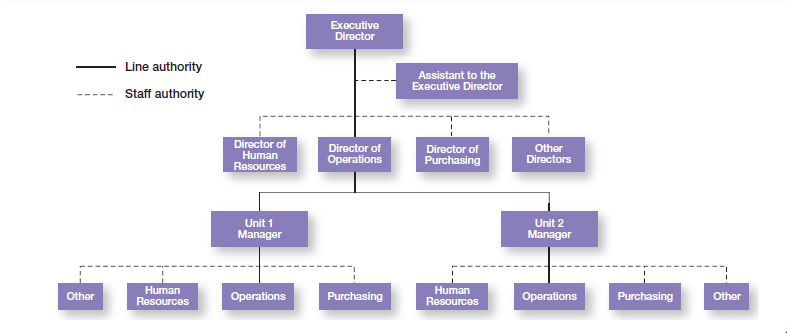 Executive
Director
Line authority
Assistant to the
Executive Director
Staff authority
Director of
Human
Resources
Director of
Operations
Director of
Purchasing
Other
Directors
Unit 1
Manager
Unit 2
Manager
Other
Human
Resources
Operations
Purchasing
Human
Resources
Operations
Purchasing
Other